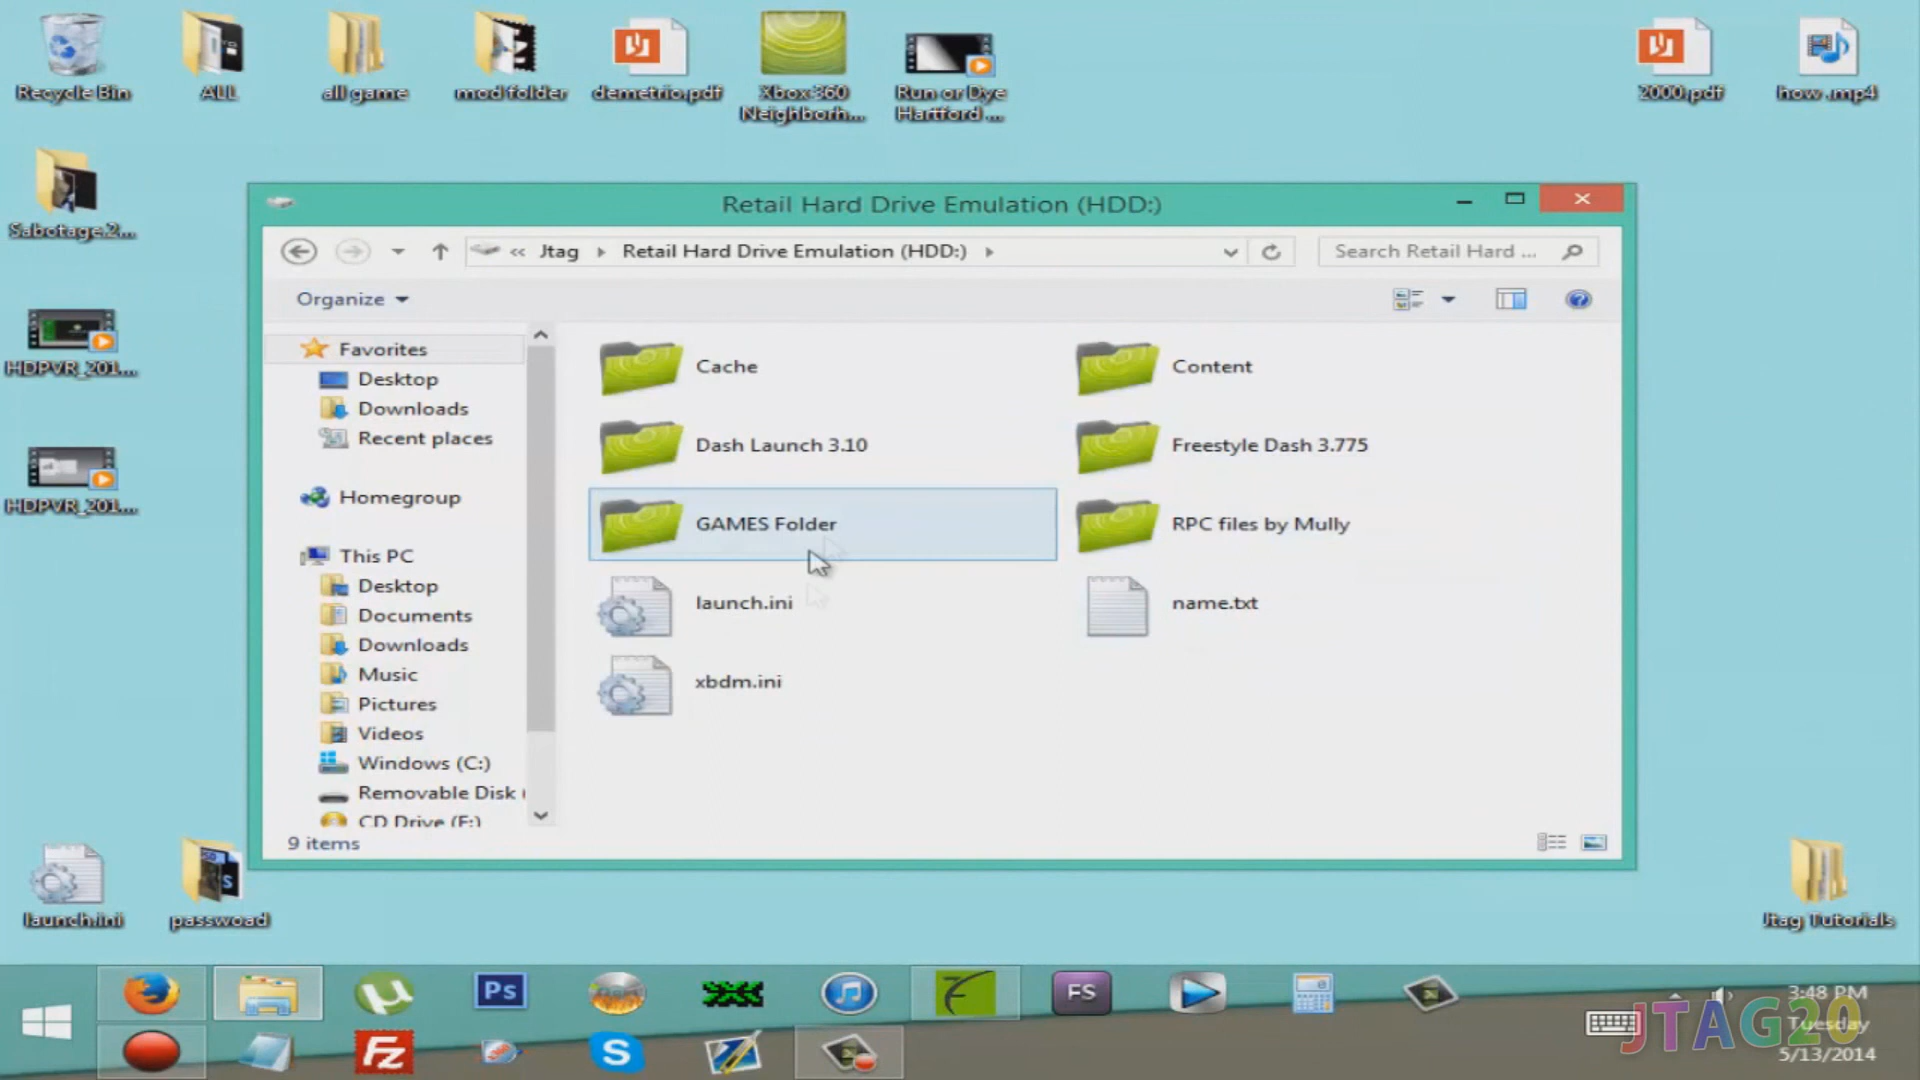 Recycle Bin
ALL
all game
mod folder
demetrio.pdf
Xbox 360
Neighborh...
Run or Dye
Hartford ...
2000.pdf
how .mp4
Sabotage.2...
HDPVR_201...
HDPVR_201...
launch.ini
passwoad
Jtag Tutorials
Retail Hard Drive Emulation (HDD:)
« Jtag Retail Hard Drive Emulation (HDD:)
Search Retail Hard ...
Organize
Favorites
Desktop
Downloads
Recent places
Homegroup
This PC
Desktop
Documents
Downloads
Music
Pictures
Videos
Windows (C:)
Removable Disk (
CD Drive (F:)
Cache
Content
Dash Launch 3.10
Freestyle Dash 3.775
GAMES Folder
RPC files by Mully
launch.ini
name.txt
xbdm.ini
9 items
Ps
FS
Fz
S
3:48 PM
Tuesday
5/13/2014
JTAG20